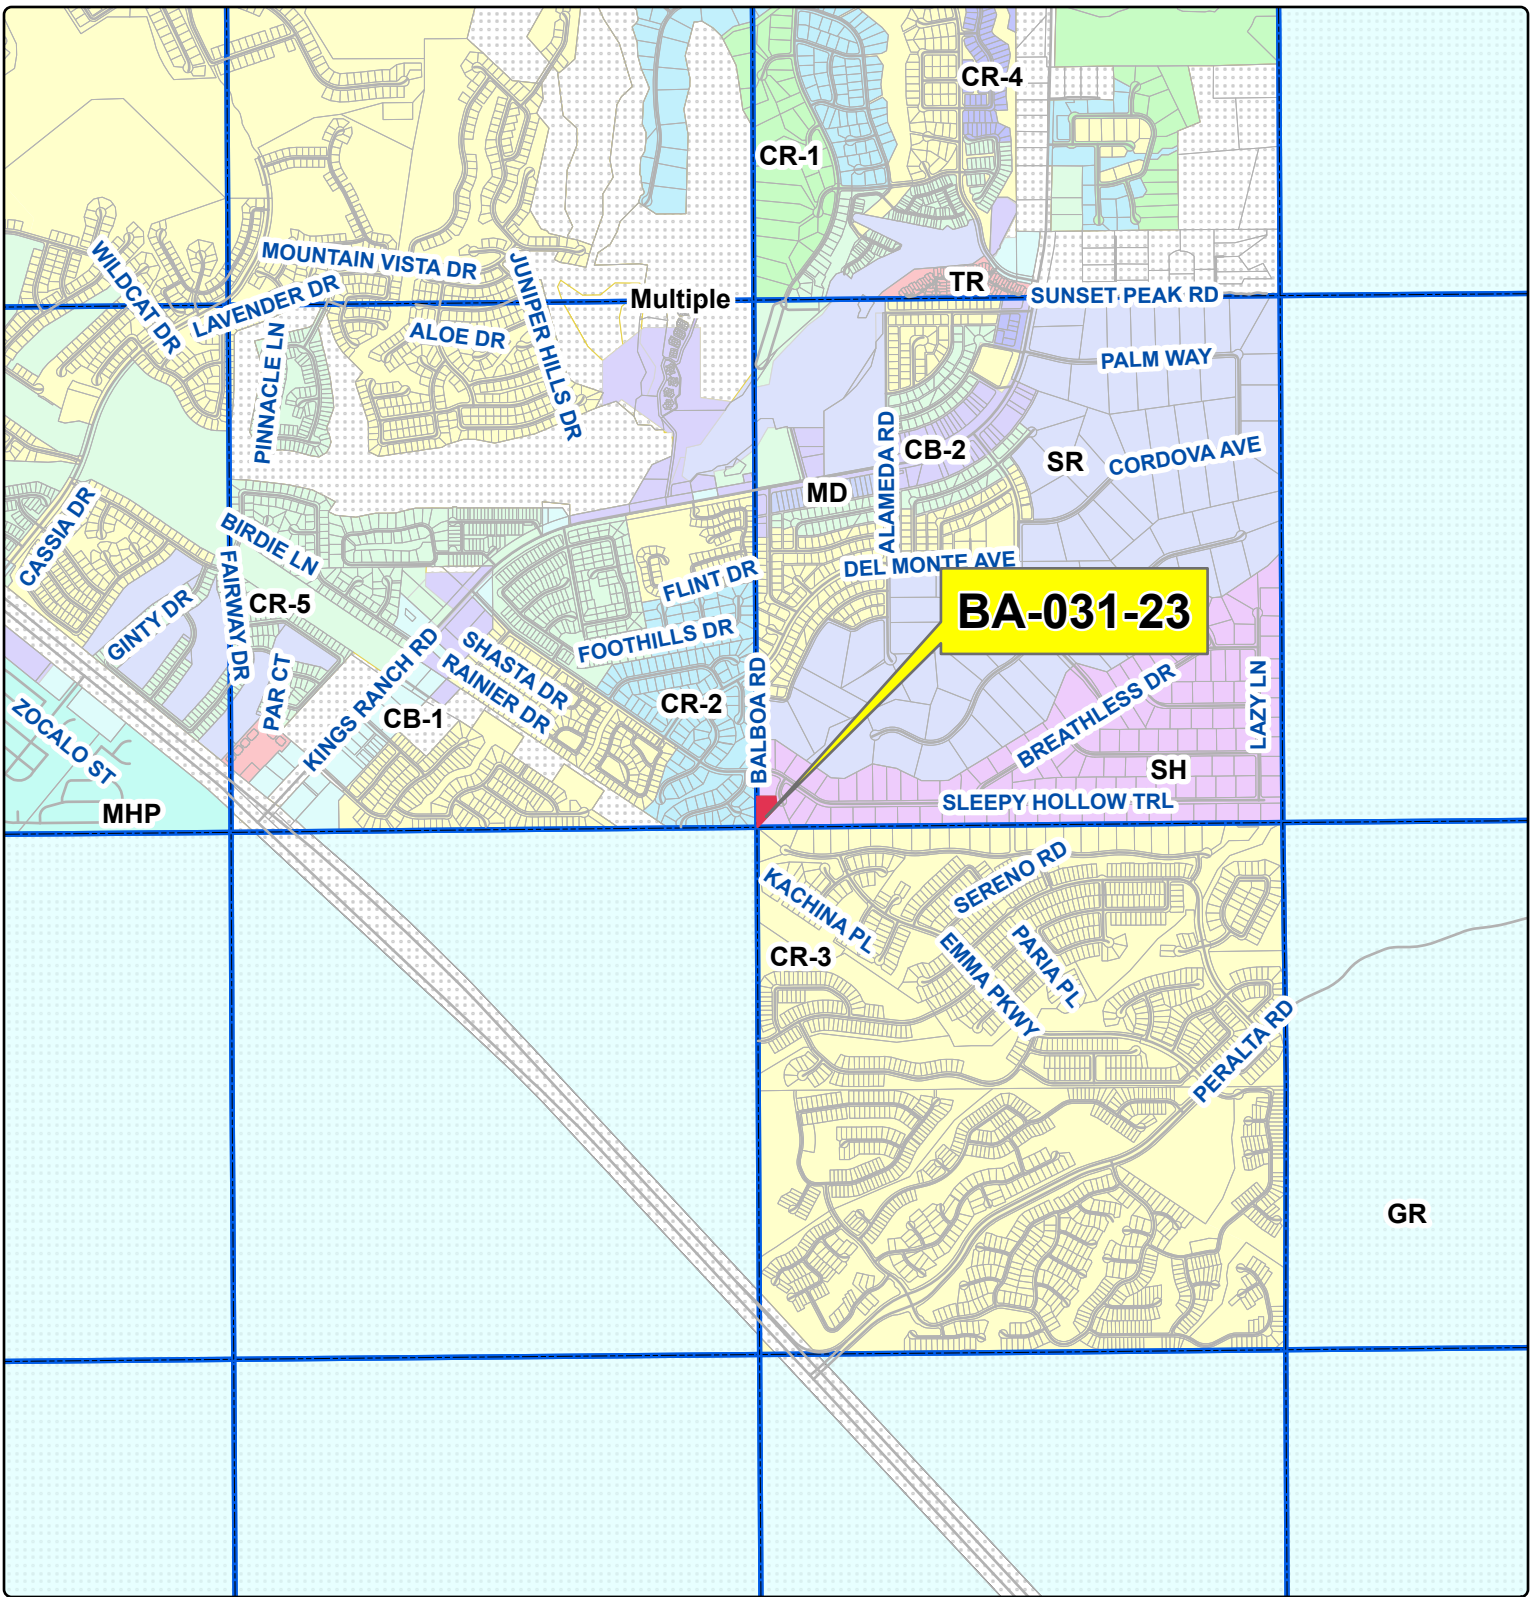 CR-4
CR-1
WILDCAT DR
MOUNTAIN VISTA DR
LAVENDER DR
JUNIPER HILLS DR
Multiple
TR
SUNSET PEAK RD
PINNACLE LN
ALOE DR
PALM WAY
ALAMEDA RD
CB-2
SR
CORDOVA AVE
MD
CASSIA DR
BIRDIE LN
FAIRWAY DR
CR-5
GINTY DR
FLINT DR
DEL MONTE AVE
BA-031-23
FOOTHILLS DR
SHASTA DR
RAINIER DR
PAR CT
KINGS RANCH RD
CB-1
CR-2
BALBOA RD
BREATHLESS DR
LAZY LN
SH
SLEEPY HOLLOW TRL
ZOCALO ST
MHP
KACHINA PL
SERENO RD
CR-3
EMMA PKWY
PARIA PL
PERALTA RD
GR